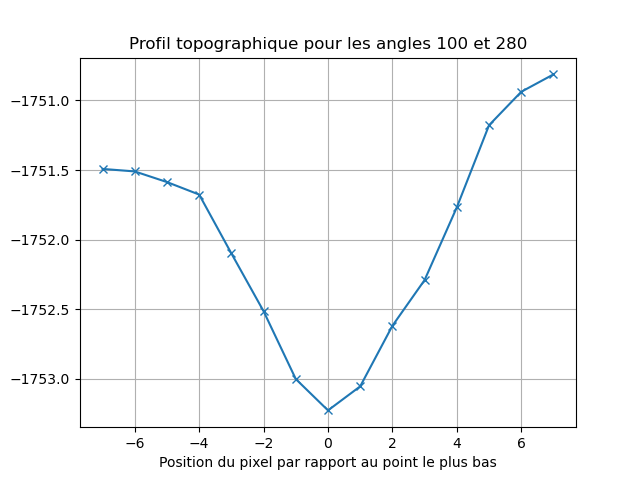 Profil topographique pour les angles 100 et 280
−1751.0
−1751.5
−1752.0
−1752.5
−1753.0
−6 −4 −2 0 2 4 6
Position du pixel par rapport au point le plus bas